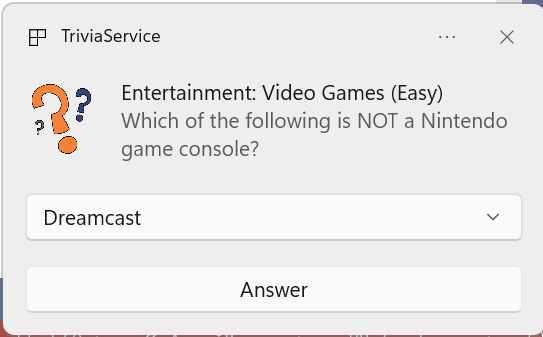 TriviaService
Entertainment: Video Games (Easy)
Which of the following is NOT a Nintendo
game console?
Dreamcast
Answer